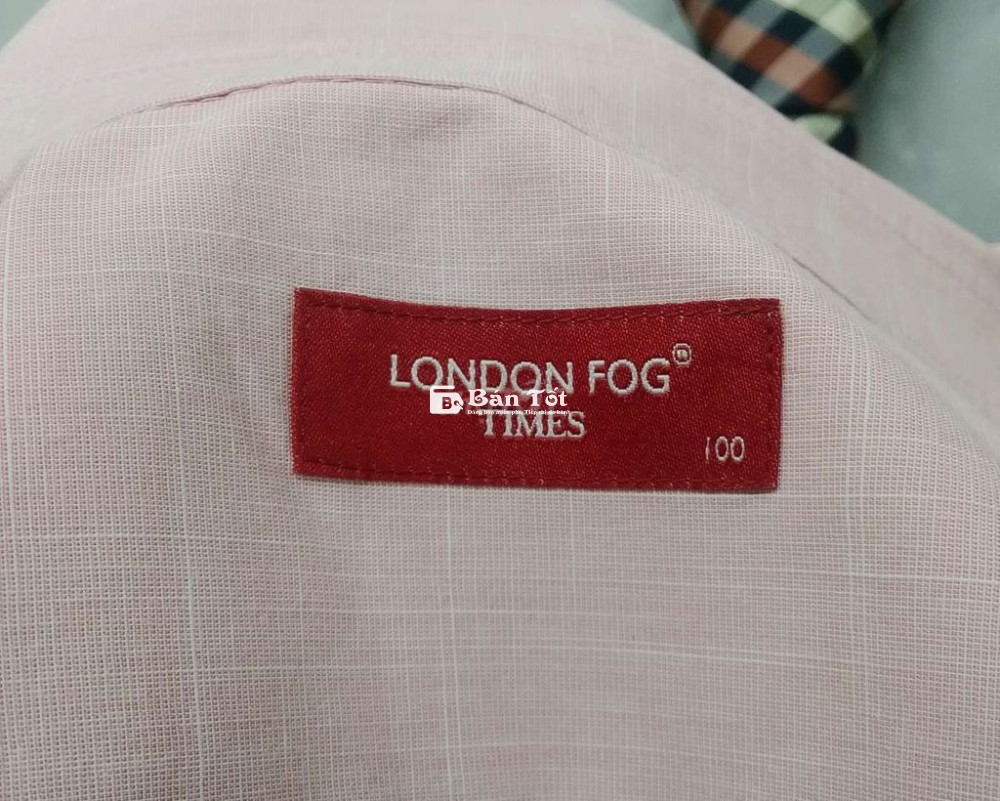 LONDON FOG®
Bán Tốt
TIMES
100